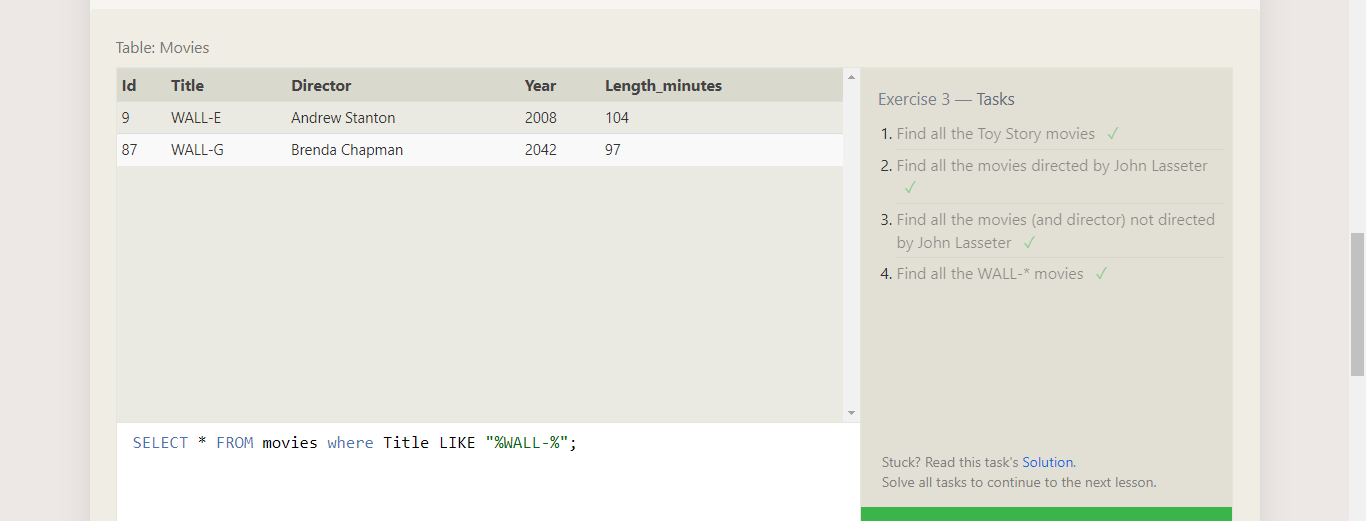 Table: Movies
Id Title Director Year Length_minutes
9 WALL-E Andrew Stanton 2008 104
87 WALL-G Brenda Chapman 2042 97
SELECT * FROM movies where Title LIKE "%WALL-%";
Exercise 3 — Tasks
1. Find all the Toy Story movies ✓
2. Find all the movies directed by John Lasseter
✓
3. Find all the movies (and director) not directed
by John Lasseter ✓
4. Find all the WALL-* movies ✓
Stuck? Read this task's Solution.
Solve all tasks to continue to the next lesson.